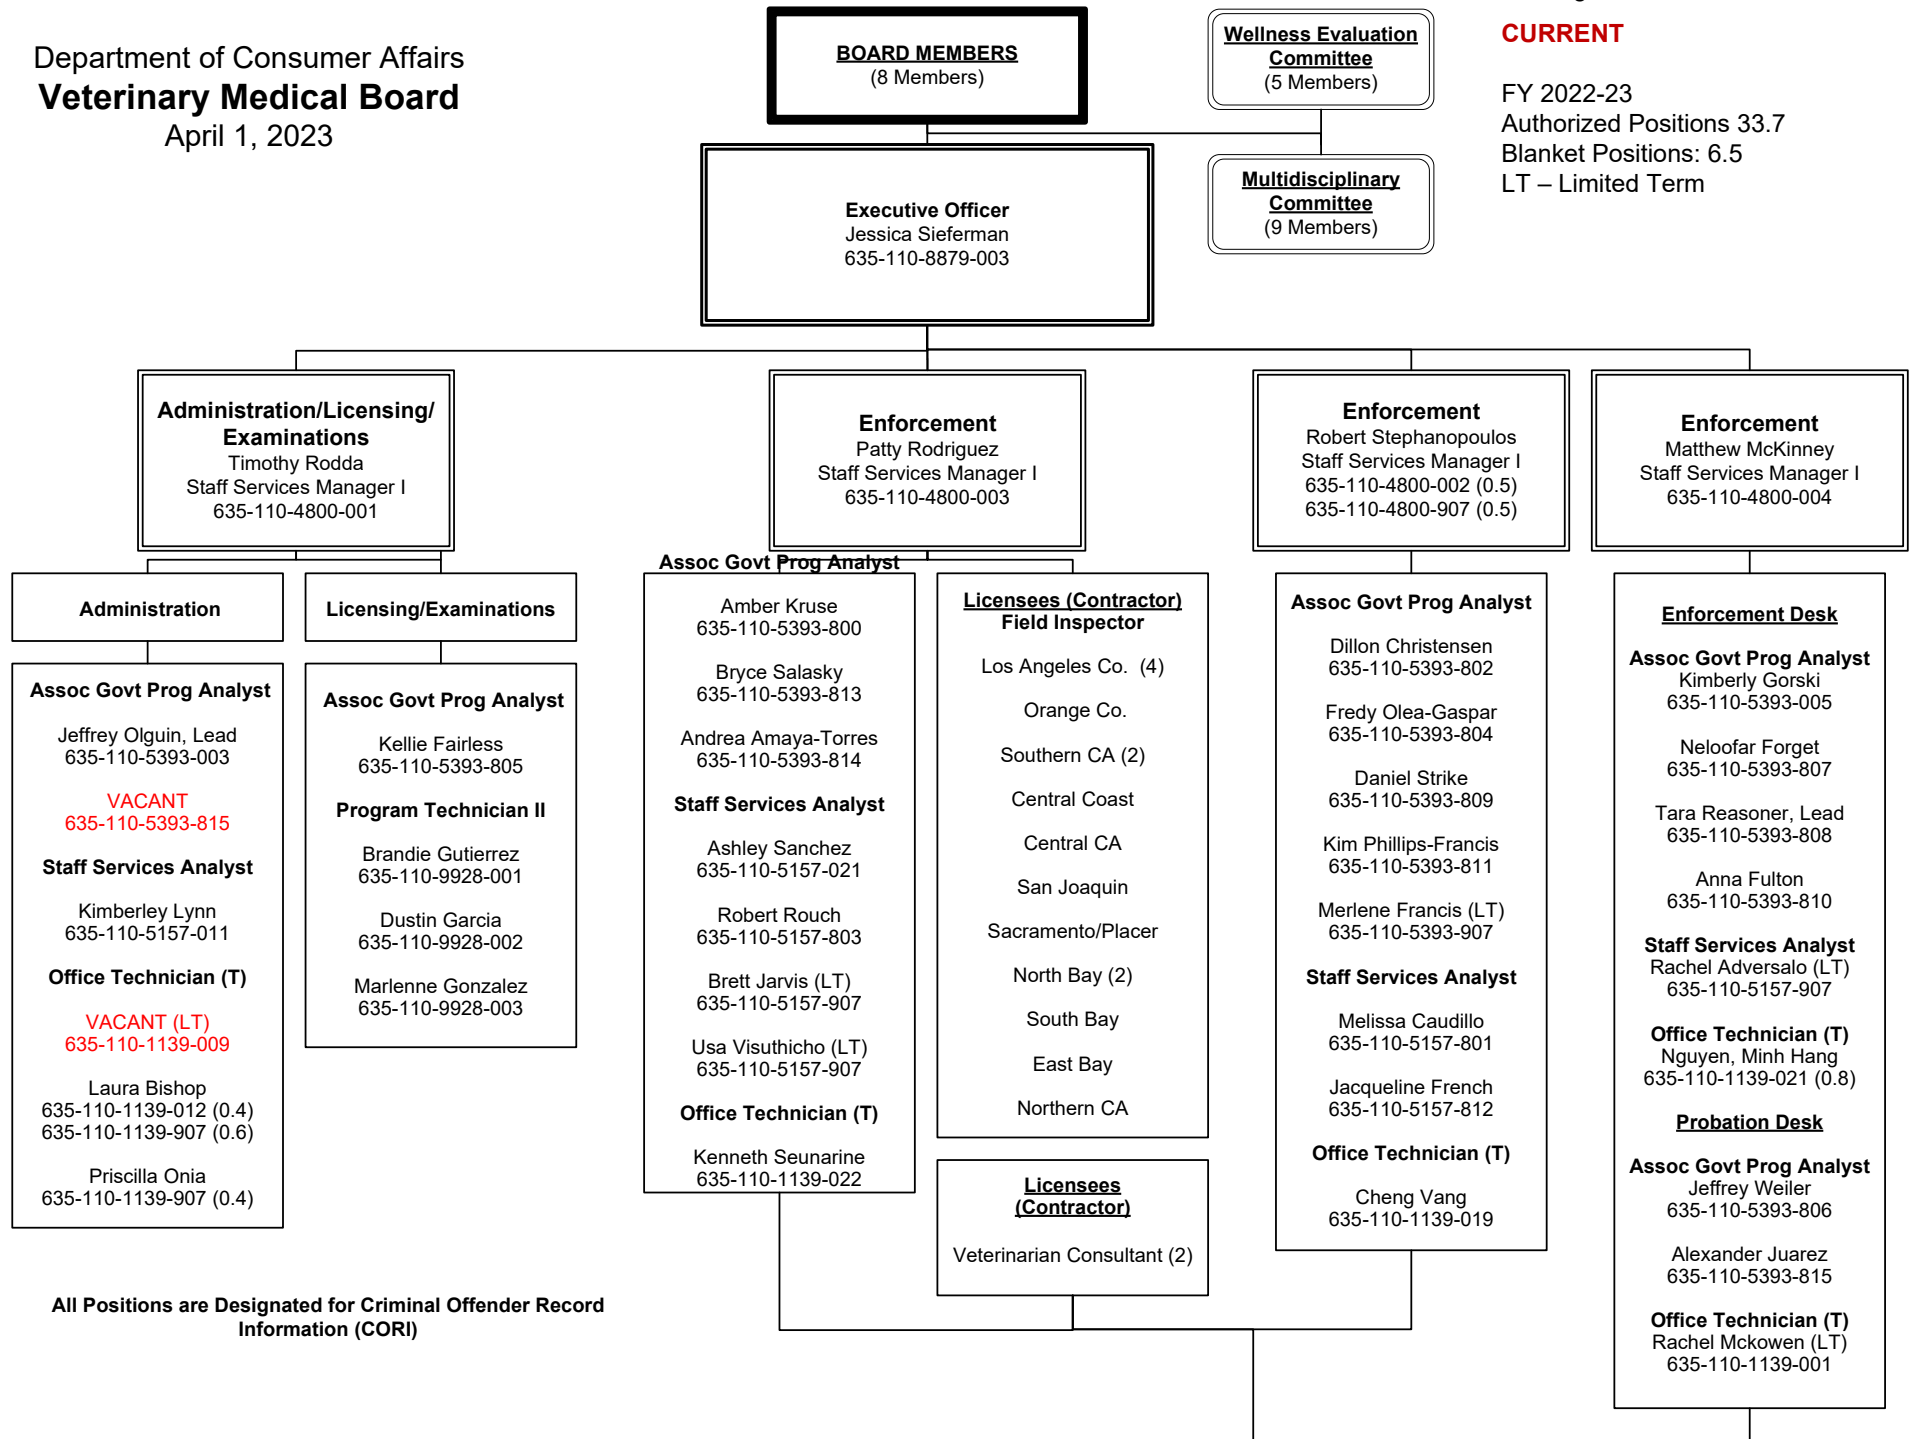 Department of Consumer Affairs
Veterinary Medical Board
April 1, 2023
BOARD MEMBERS
(8 Members)
Wellness Evaluation
Committee
(5 Members)
Multidisciplinary
Committee
(9 Members)
CURRENT
FY 2022-23
Authorized Positions 33.7
Blanket Positions: 6.5
LT – Limited Term
Executive Officer
Jessica Sieferman
635-110-8879-003
Administration/Licensing/
Examinations
Timothy Rodda
Staff Services Manager I
635-110-4800-001
Enforcement
Patty Rodriguez
Staff Services Manager I
635-110-4800-003
Enforcement
Robert Stephanopoulos
Staff Services Manager I
635-110-4800-002 (0.5)
635-110-4800-907 (0.5)
Enforcement
Matthew McKinney
Staff Services Manager I
635-110-4800-004
Administration
Assoc Govt Prog Analyst
Jeffrey Olguin, Lead
635-110-5393-003
VACANT
635-110-5393-815
Staff Services Analyst
Kimberley Lynn
635-110-5157-011
Office Technician (T)
VACANT (LT)
635-110-1139-009
Laura Bishop
635-110-1139-012 (0.4)
635-110-1139-907 (0.6)
Priscilla Onia
635-110-1139-907 (0.4)
Licensing/Examinations
Assoc Govt Prog Analyst
Kellie Fairless
635-110-5393-805
Program Technician II
Brandie Gutierrez
635-110-9928-001
Dustin Garcia
635-110-9928-002
Marlenne Gonzalez
635-110-9928-003
Assoc Govt Prog Analyst
Amber Kruse
635-110-5393-800
Bryce Salasky
635-110-5393-813
Andrea Amaya-Torres
635-110-5393-814
Staff Services Analyst
Ashley Sanchez
635-110-5157-021
Robert Rouch
635-110-5157-803
Brett Jarvis (LT)
635-110-5157-907
Usa Visuthicho (LT)
635-110-5157-907
Office Technician (T)
Kenneth Seunarine
635-110-1139-022
Licensees (Contractor)
Field Inspector
Los Angeles Co. (4)
Orange Co.
Southern CA (2)
Central Coast
Central CA
San Joaquin
Sacramento/Placer
North Bay (2)
South Bay
East Bay
Northern CA
Licensees
(Contractor)
Veterinarian Consultant (2)
Assoc Govt Prog Analyst
Dillon Christensen
635-110-5393-802
Fredy Olea-Gaspar
635-110-5393-804
Daniel Strike
635-110-5393-809
Kim Phillips-Francis
635-110-5393-811
Merlene Francis (LT)
635-110-5393-907
Staff Services Analyst
Melissa Caudillo
635-110-5157-801
Jacqueline French
635-110-5157-812
Office Technician (T)
Cheng Vang
635-110-1139-019
Enforcement Desk
Assoc Govt Prog Analyst
Kimberly Gorski
635-110-5393-005
Neloofar Forget
635-110-5393-807
Tara Reasoner, Lead
635-110-5393-808
Anna Fulton
635-110-5393-810
Staff Services Analyst
Rachel Adversalo (LT)
635-110-5157-907
Office Technician (T)
Nguyen, Minh Hang
635-110-1139-021 (0.8)
Probation Desk
Assoc Govt Prog Analyst
Jeffrey Weiler
635-110-5393-806
Alexander Juarez
635-110-5393-815
Office Technician (T)
Rachel Mckowen (LT)
635-110-1139-001
All Positions are Designated for Criminal Offender Record
Information (CORI)